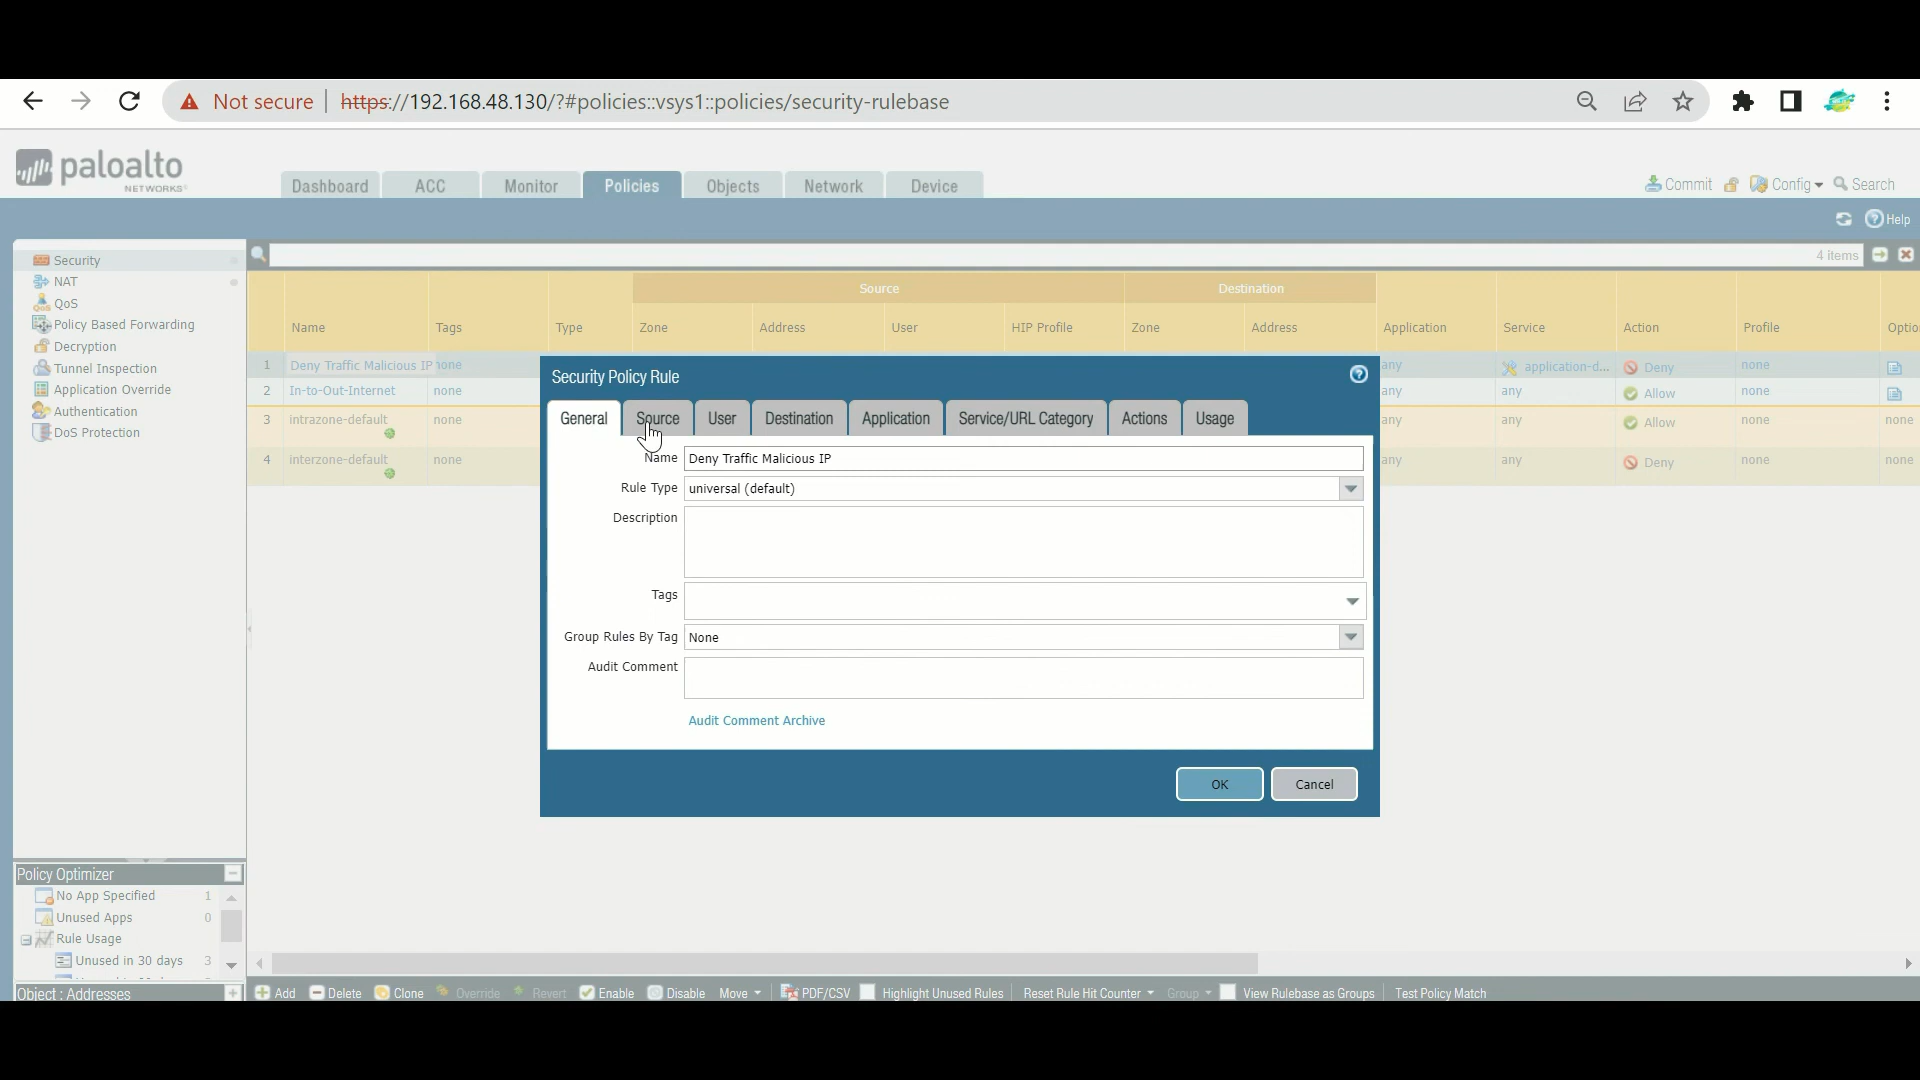 Not secure https://192.168.48.130/?#policies::vsys1::policies/security-rulebase
paloalto
NETWORKS
Dashboard ACC Monitor Policies Objects Network Device
Commit Config Search
Help
Security
NAT
QoS
Policy Based Forwarding
Decryption
Tunnel Inspection
Application Override
Authentication
DoS Protection
4 items
Source Destination
Name Tags Type Zone Address User HIP Profile Zone Address Application Service Action Profile Optio
1 Deny Traffic Malicious IP none any application-d... Deny none
2 In-to-Out-Internet none any any Allow none
3 intrazone-default none any any Allow none none
4 interzone-default none any any Deny none none
Security Policy Rule
General Source User Destination Application Service/URL Category Actions Usage
Name Deny Traffic Malicious IP
Rule Type universal (default)
Description
Tags
Group Rules By Tag None
Audit Comment
Audit Comment Archive
OK Cancel
Policy Optimizer
No App Specified 1
Unused Apps 0
Rule Usage
Unused in 30 days 3
Object : Addresses
Add Delete Clone Override Revert Enable Disable Move PDF/CSV Highlight Unused Rules Reset Rule Hit Counter Group View Rulebase as Groups Test Policy Match